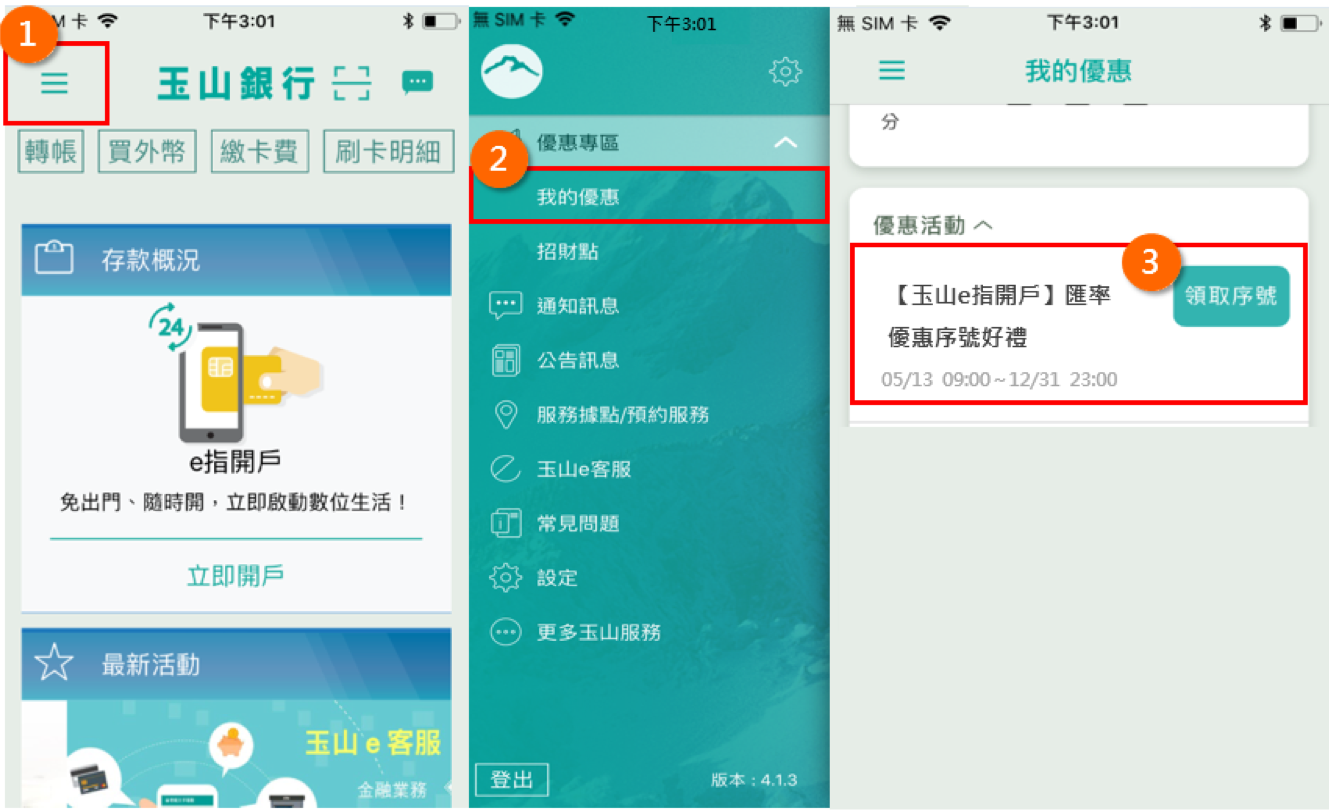 1
M 卡
下午3:01
玉山銀行
轉帳
買外幣
繳卡費
刷卡明細
存款概況
24
e指開戶
免出門、隨時開,立即啟動數位生活!
立即開戶
最新活動
玉山 e 客服
金融業務
無 SIM 卡
下午3:01
優惠專區
2
我的優惠
招財點
通知訊息
公告訊息
服務據點/預約服務
玉山e客服
常見問題
設定
更多玉山服務
登出
版本:4.1.3
無 SIM 卡
下午3:01
我的優惠
分
優惠活動
3
【玉山e指開戶】匯率
優惠序號好禮
領取序號
05/13 09:00~12/31 23:00